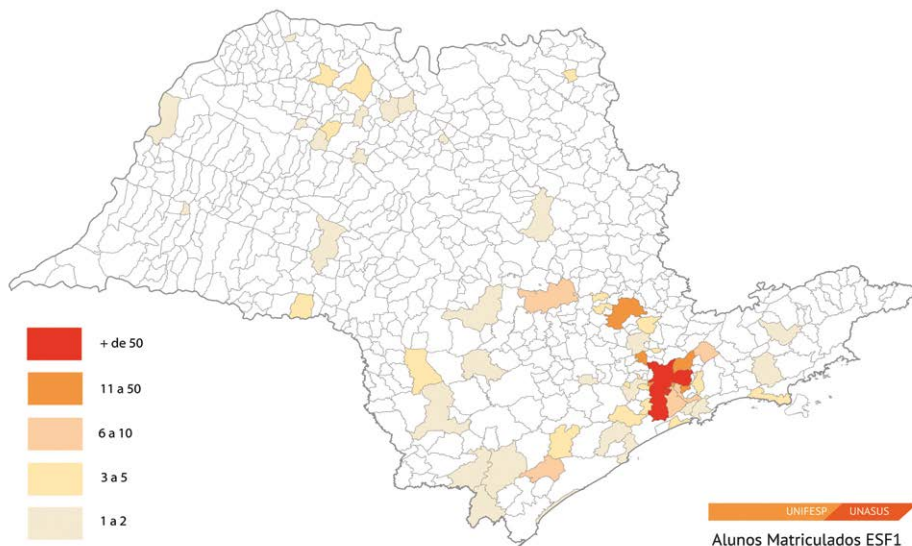 + de 50
11 a 50
6 a 10
3 a 5
1 a 2
UNIFESP UNASUS
Alunos Matriculados ESF1